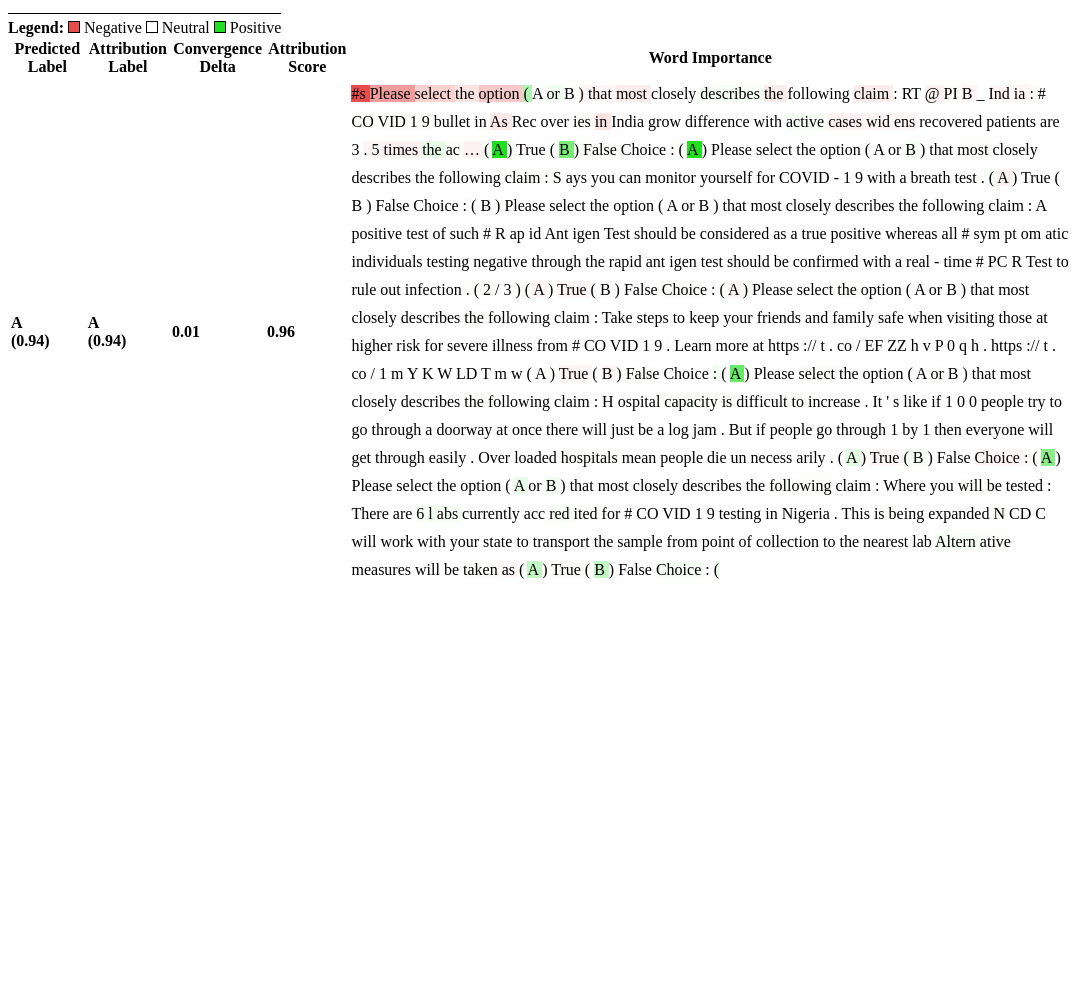 Legend: Negative Neutral Positive
Predicted Label Attribution Label Convergence Delta Attribution Score Word Importance
A (0.94) A (0.94) 0.01 0.96
#s Please select the option ( A or B ) that most closely describes the following claim : RT @ PI B _ Ind ia : #
CO VID 1 9 bullet in As Rec over ies in India grow difference with active cases wid ens recovered patients are
3 . 5 times the ac … ( A ) True ( B ) False Choice : ( A ) Please select the option ( A or B ) that most closely
describes the following claim : S ays you can monitor yourself for COVID - 1 9 with a breath test . ( A ) True (
B ) False Choice : ( B ) Please select the option ( A or B ) that most closely describes the following claim : A
positive test of such # R ap id Ant igen Test should be considered as a true positive whereas all # sym pt om atic
individuals testing negative through the rapid ant igen test should be confirmed with a real - time # PC R Test to
rule out infection . ( 2 / 3 ) ( A ) True ( B ) False Choice : ( A ) Please select the option ( A or B ) that most
closely describes the following claim : Take steps to keep your friends and family safe when visiting those at
higher risk for severe illness from # CO VID 1 9 . Learn more at https :// t . co / EF ZZ h v P 0 q h . https :// t .
co / 1 m Y K W LD T m w ( A ) True ( B ) False Choice : ( A ) Please select the option ( A or B ) that most
closely describes the following claim : H ospital capacity is difficult to increase . It ' s like if 1 0 0 people try to
go through a doorway at once there will just be a log jam . But if people go through 1 by 1 then everyone will
get through easily . Over loaded hospitals mean people die un necess arily . ( A ) True ( B ) False Choice : ( A )
Please select the option ( A or B ) that most closely describes the following claim : Where you will be tested :
There are 6 l abs currently acc red ited for # CO VID 1 9 testing in Nigeria . This is being expanded N CD C
will work with your state to transport the sample from point of collection to the nearest lab Altern ative
measures will be taken as ( A ) True ( B ) False Choice : (